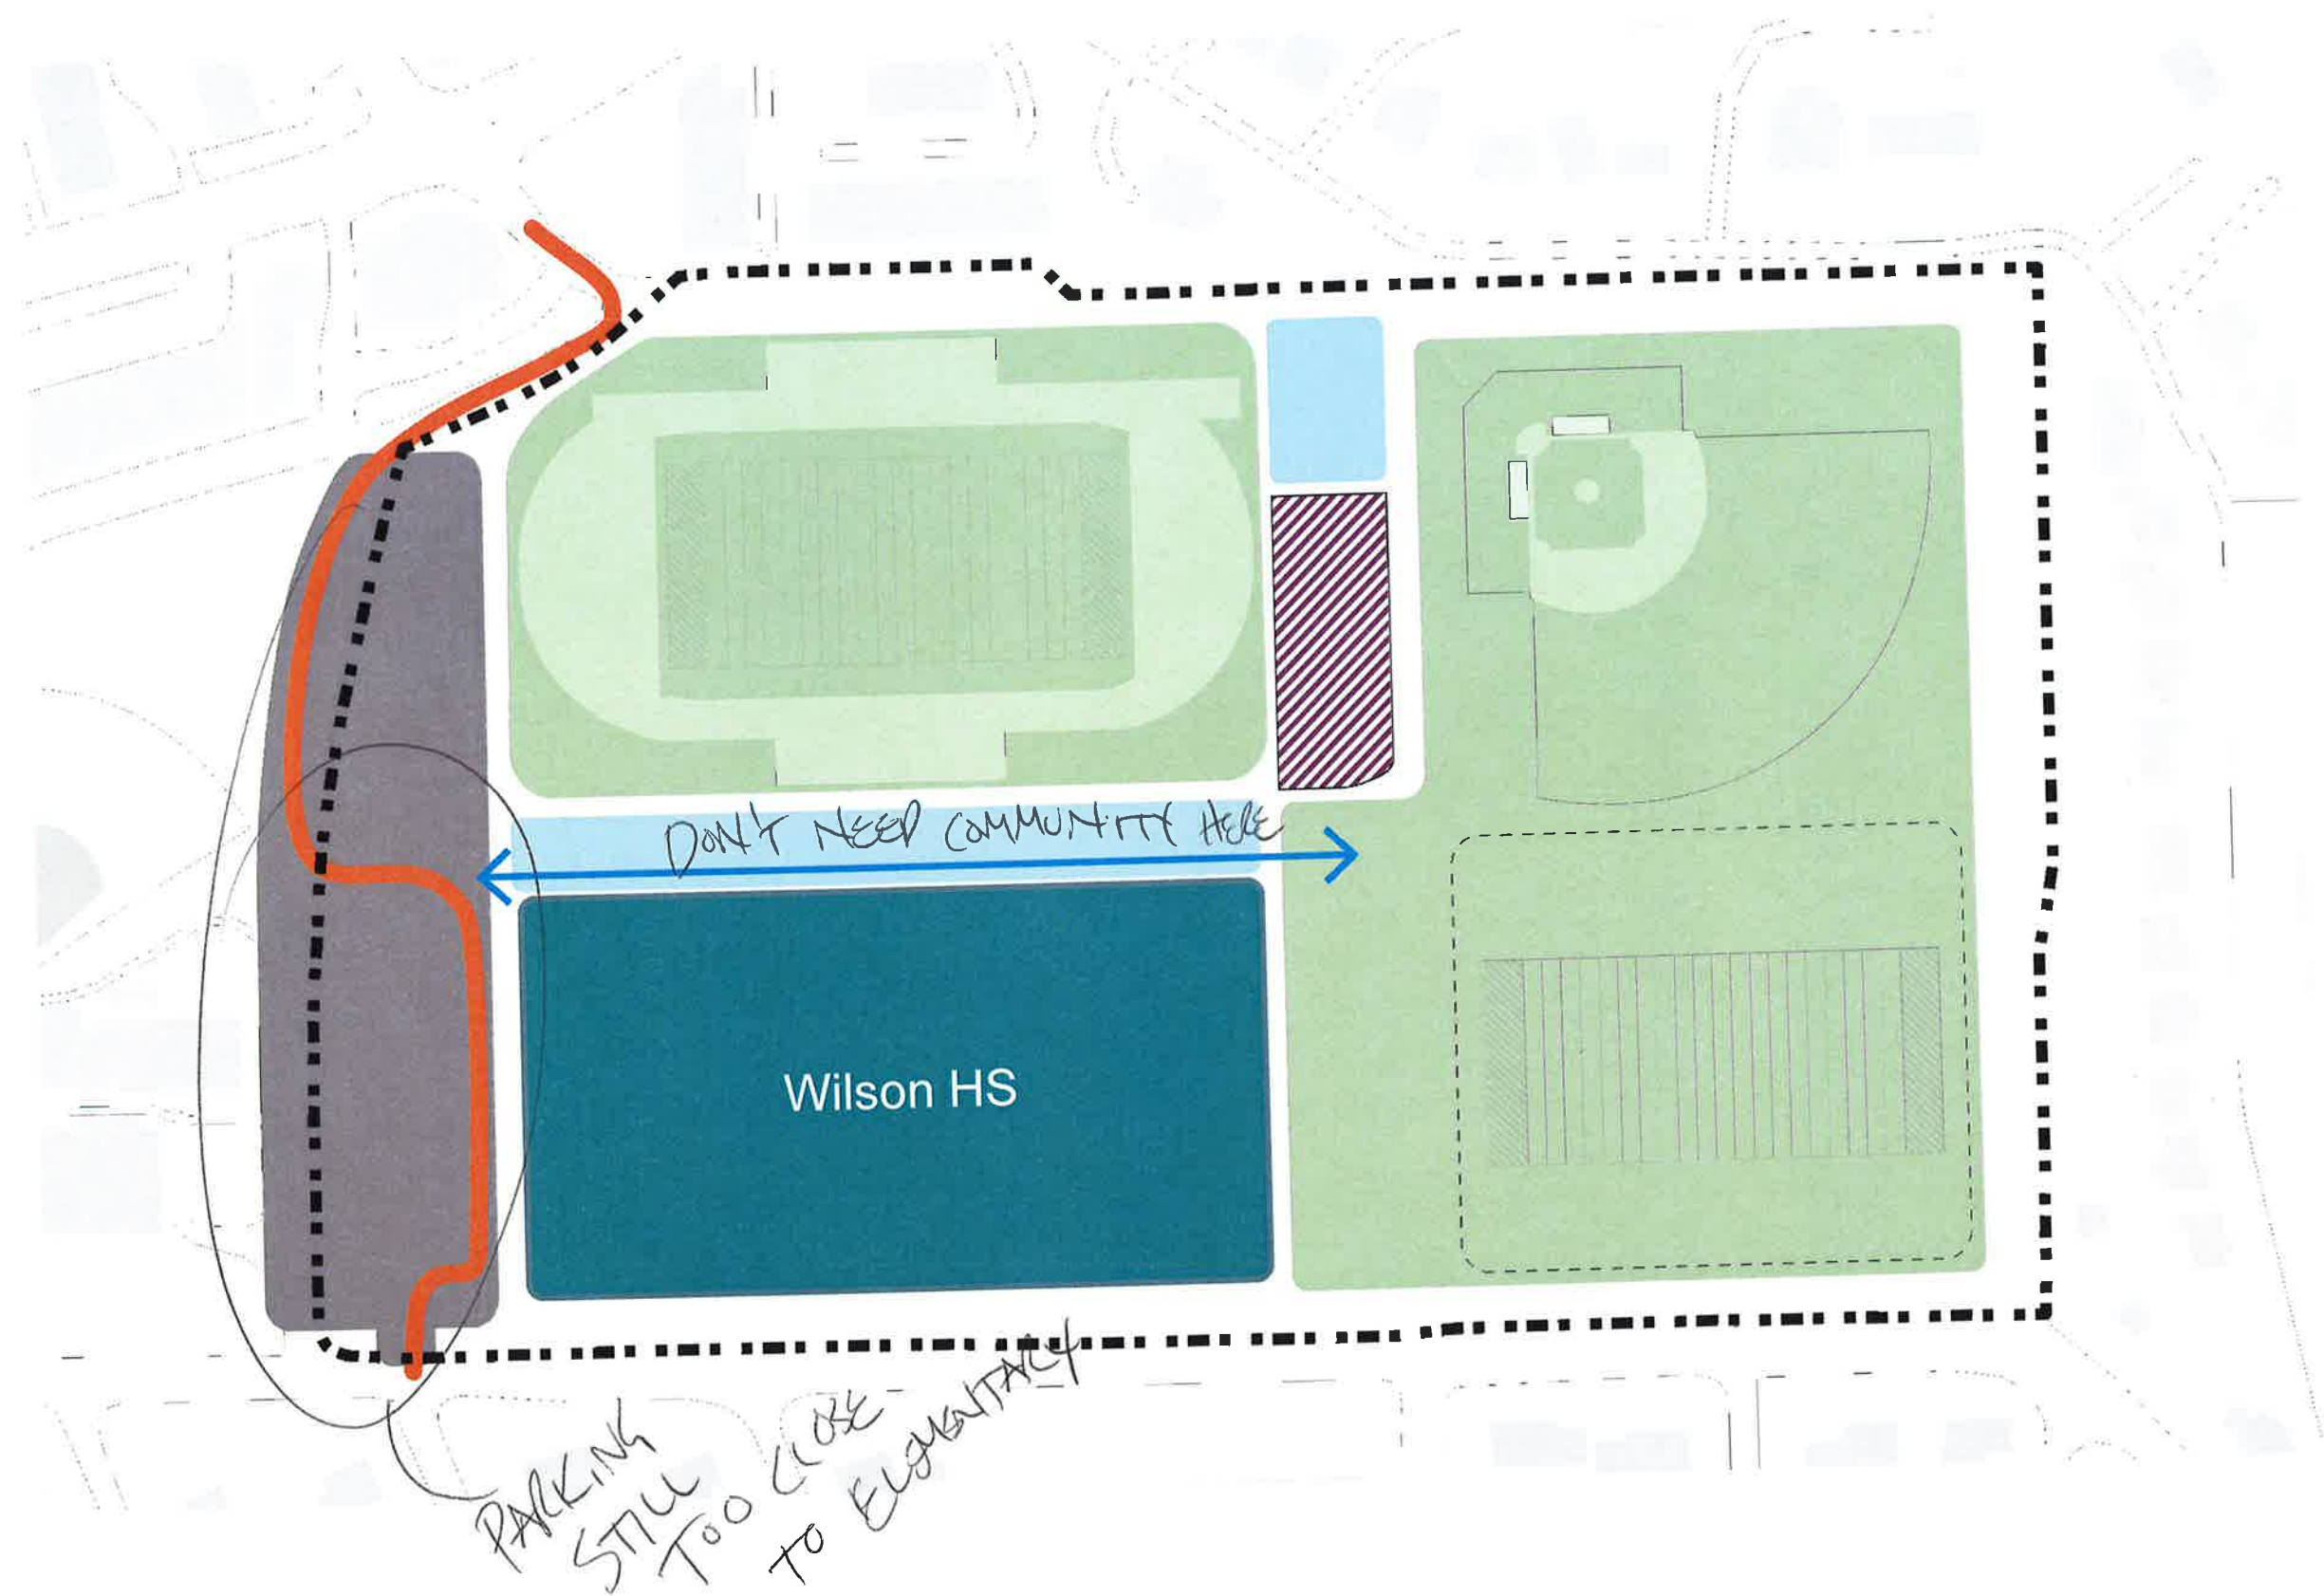 DON'T NEED COMMUNITY HERE
Wilson HS
PARKING
STILL
TOO CLOSE
TO ELEMENTARY